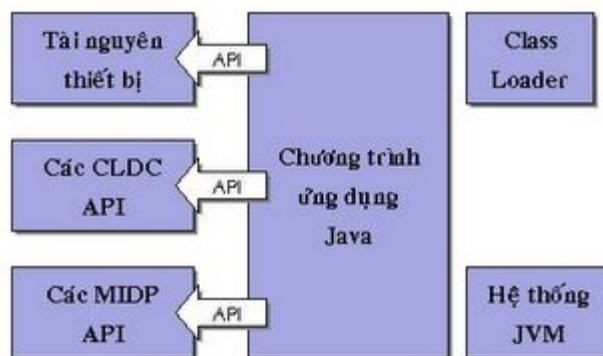 Tài nguyên
thiết bị
API
Các CLDC
API
API
Các MIDP
API
API
Chương trình
ứng dụng
Java
Class
Loader
Hệ thống
JVM